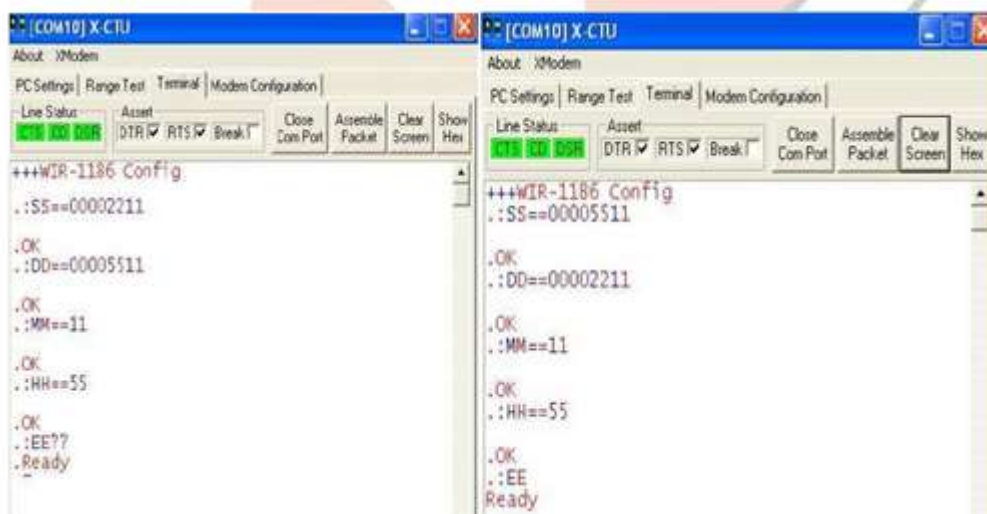 [COM10] X-CTU
About XModem
PC Settings Range Test Terminal Modem Configuration
Line Status Assert
CTS CD DSR DTR RTS Break Close Com Port Assemble Packet Clear Screen Show Hex
+++WIR-1186 Config
.:SS==00002211
.OK
.:DD==00005511
.OK
.:MM==11
.OK
.:HH==55
.OK
.:EE??
.Ready
[COM10] X-CTU
About XModem
PC Settings Range Test Terminal Modem Configuration
Line Status Assert
CTS CD DSR DTR RTS Break Close Com Port Assemble Packet Clear Screen Show Hex
+++WIR-1186 Config
.:SS==00005511
.OK
.:DD==00002211
.OK
.:MM==11
.OK
.:HH==55
.OK
.:EE
Ready